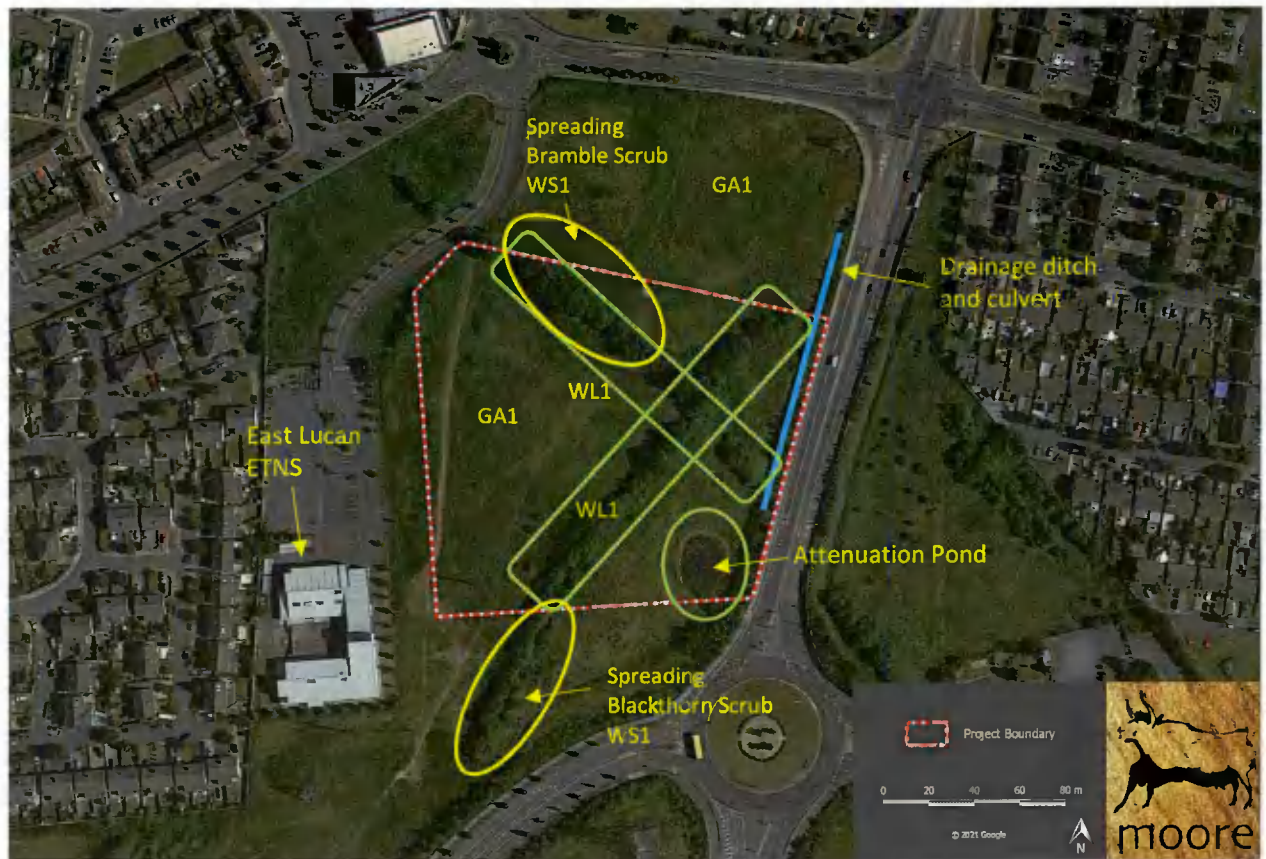 Spreading
Bramble Scrub
WS1
GA1
Drainage ditch
and culvert
WL1
GA1
East Lucan
ETNS
WL1
Attenuation Pond
Spreading
Blackthorn Scrub
WS1
Project Boundary
0 20 40 60 80 m
© 2021 Google
N
moore